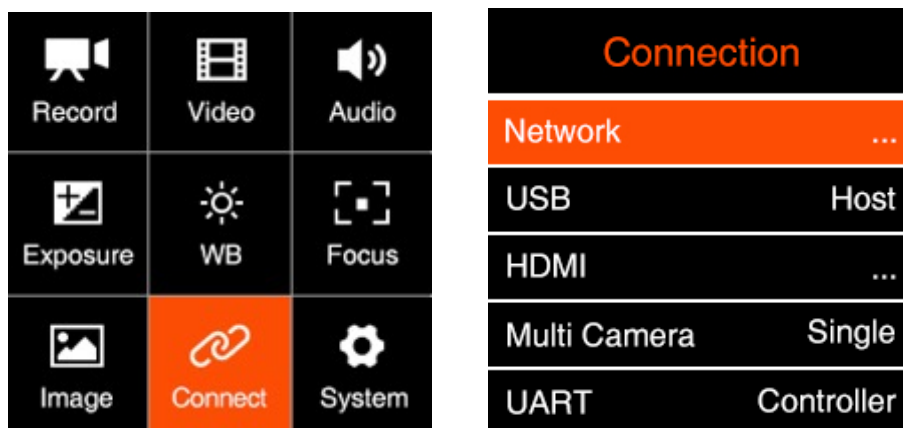 Record Video Audio
Exposure WB Focus
Image Connect System
Connection
Network ...
USB Host
HDMI ...
Multi Camera Single
UART Controller